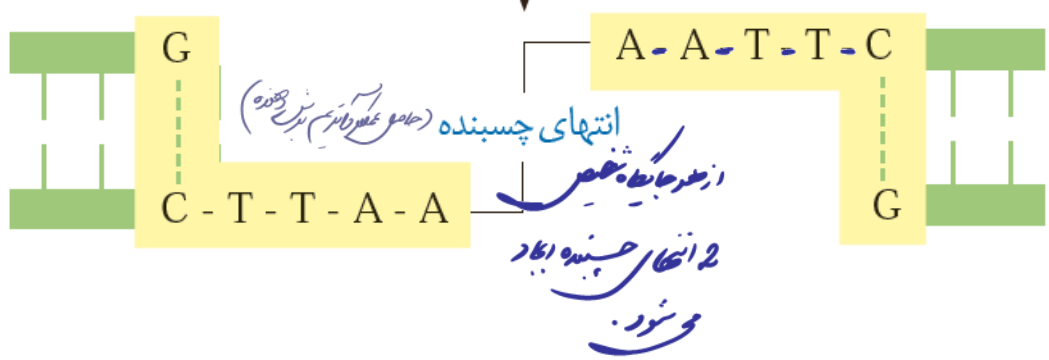 G
A-A-T-T-C
انتهای چسبنده (حاصل عملکرد آنزیم برش دهنده)
از هر جایگاه تشخیص
C-T-T-A-A
G
2 انتهای چسبنده ایجاد
می شود.